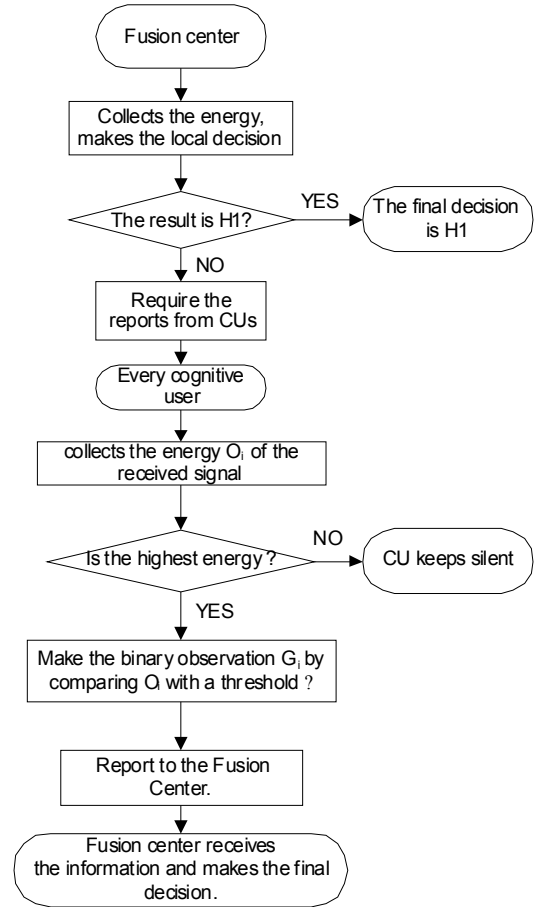 Fusion center
Collects the energy,
makes the local decision
The result is H1?
YES
The final decision
is H1
NO
Require the
reports from CUs
Every cognitive
user
collects the energy Oᵢ of the
received signal
Is the highest energy ?
NO
CU keeps silent
YES
Make the binary observation Gᵢ by
comparing Oᵢ with a threshold ?
Report to the Fusion
Center.
Fusion center receives
the information and makes the final
decision.